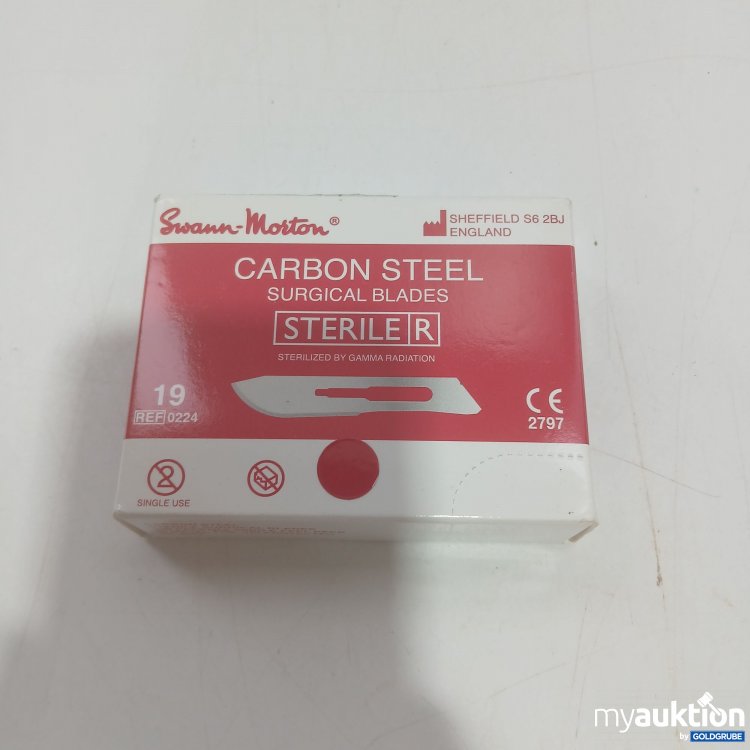 Swann-Morton®
SHEFFIELD S6 2BJ
ENGLAND
CARBON STEEL
SURGICAL BLADES
STERILE R
STERILIZED BY GAMMA RADIATION
19
REF 0224
CE
2797
2
SINGLE USE
myauktion
by GOLDGRUBE